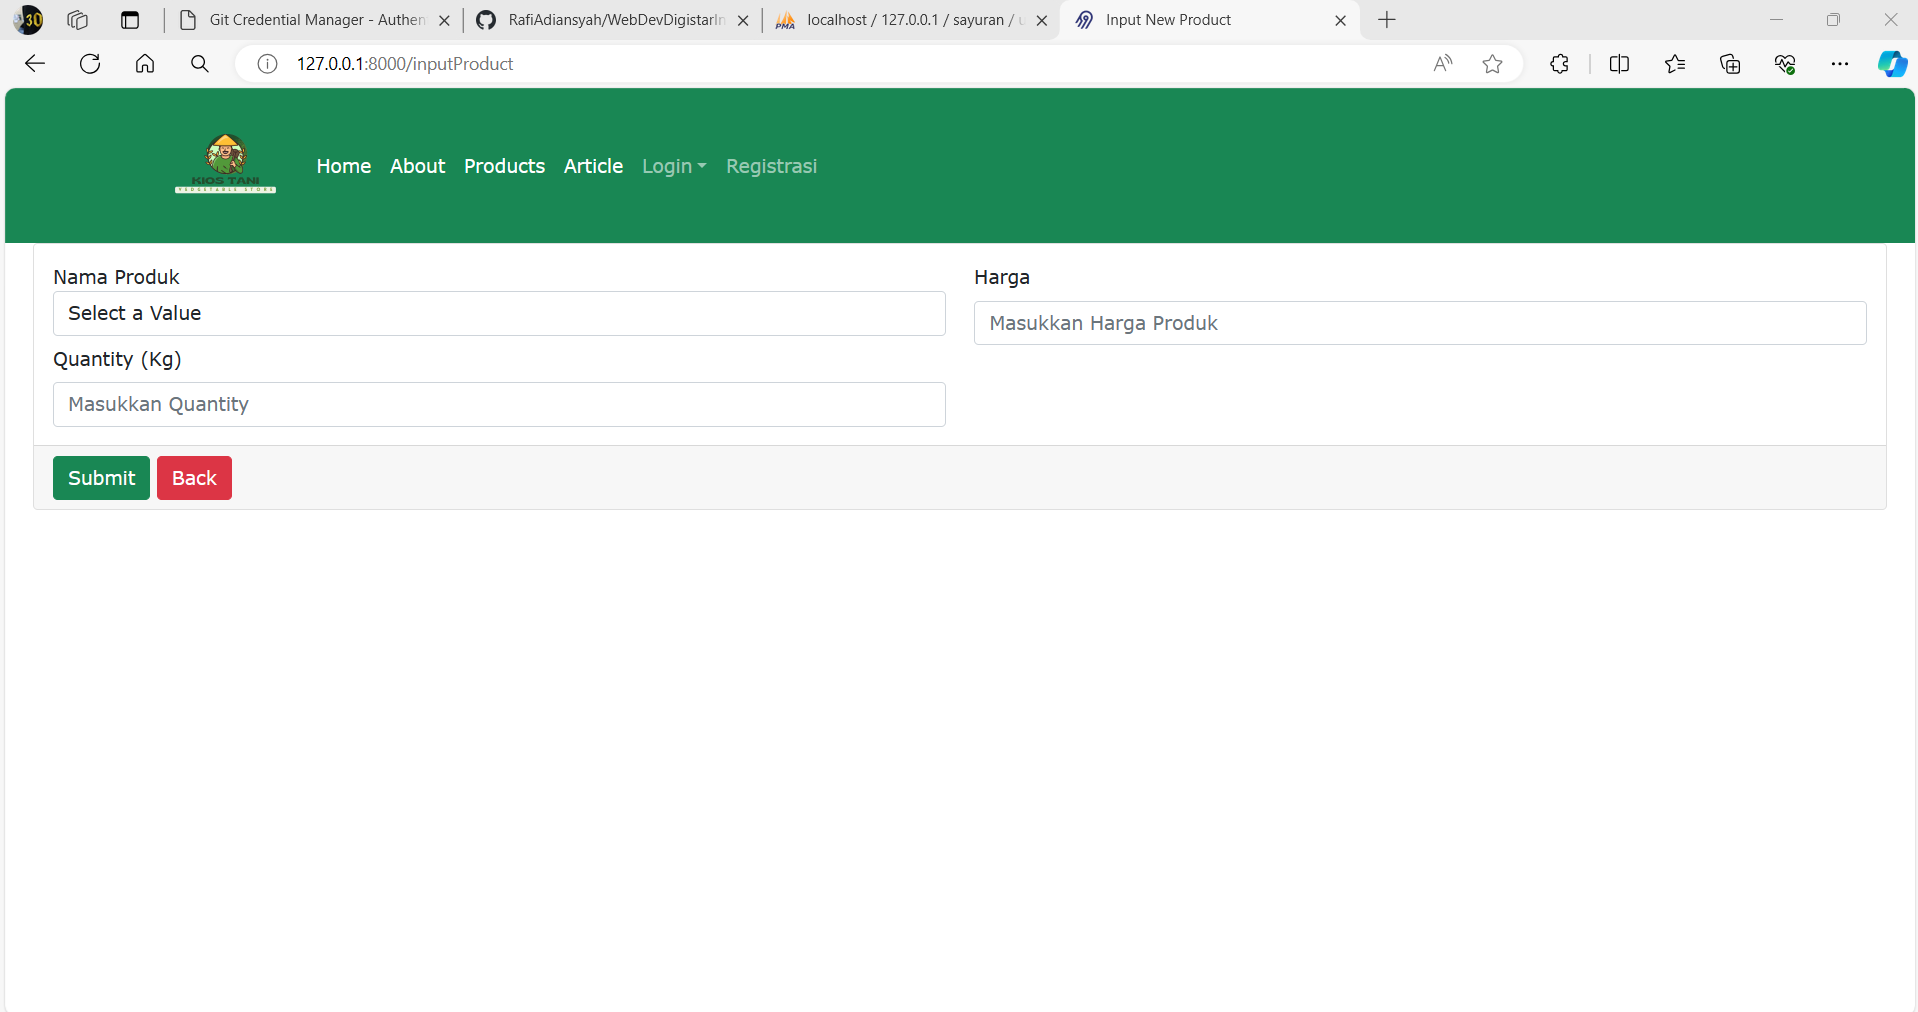 30
Git Credential Manager - Authen
RafiAdiansyah/WebDevDigistarIn
PMA
localhost / 127.0.0.1 / sayuran / u
Input New Product
127.0.0.1:8000/inputProduct
KIOS TANI
Home About Products Article Login Registrasi
Nama Produk
Select a Value
Harga
Masukkan Harga Produk
Quantity (Kg)
Masukkan Quantity
Submit Back